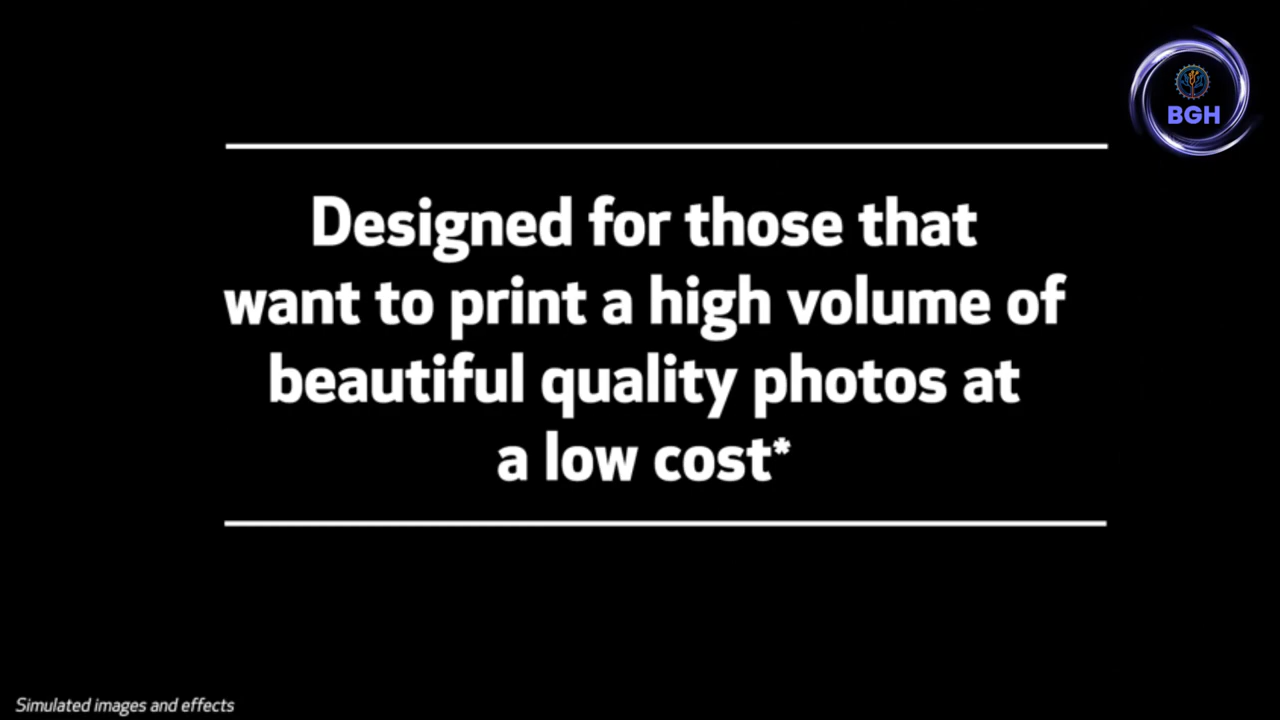 BGH
Designed for those that
want to print a high volume of
beautiful quality photos at
a low cost*
Simulated images and effects